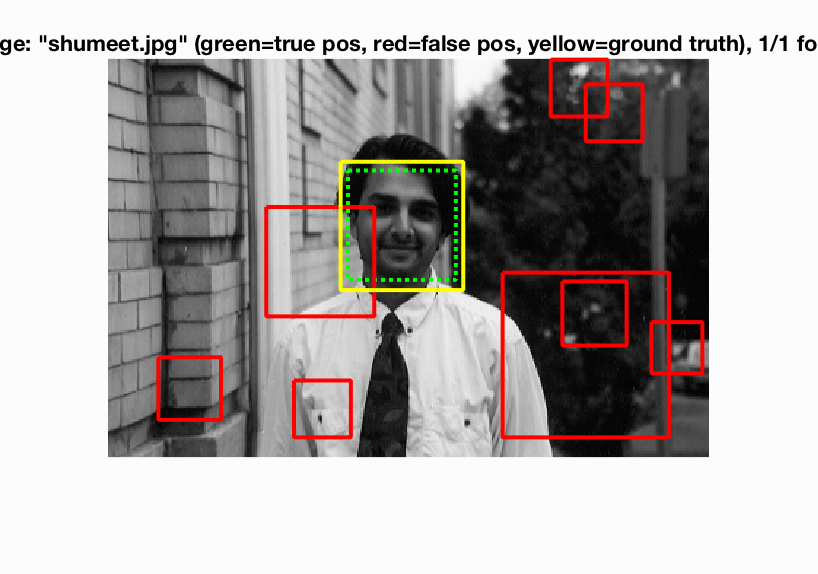 ge: "shumeet.jpg" (green=true pos, red=false pos, yellow=ground truth), 1/1 fo